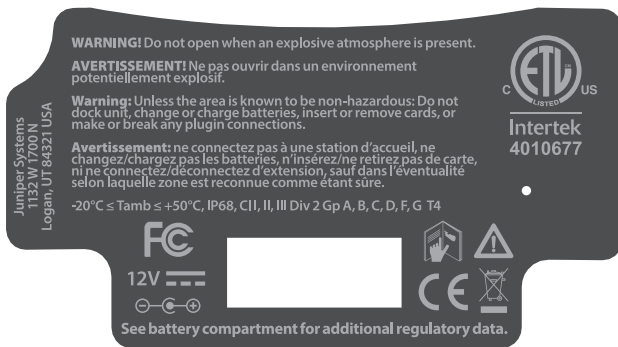 WARNING! Do not open when an explosive atmosphere is present.
AVERTISSEMENT! Ne pas ouvrir dans un environnement
potentiellement explosif.
Warning: Unless the area is known to be non-hazardous: Do not
dock unit, change or charge batteries, insert or remove cards, or
make or break any plugin connections.
Avertissement: ne connectez pas à une station d'accueil, ne
changez/chargez pas les batteries, n'insérez/ne retirez pas de carte,
ni ne connectez/déconnectez d'extension, sauf dans l'éventualité
selon laquelle zone est reconnue comme étant sûre.
-20°C ≤ Tamb ≤ +50°C, IP68, Cl I, II, III Div 2 Gp A, B, C, D, F, G T4
Juniper Systems
1132 W 1700 N
Logan, UT 84321 USA
C ETL US
LISTED
Intertek
4010677
FC
12V
CE
See battery compartment for additional regulatory data.